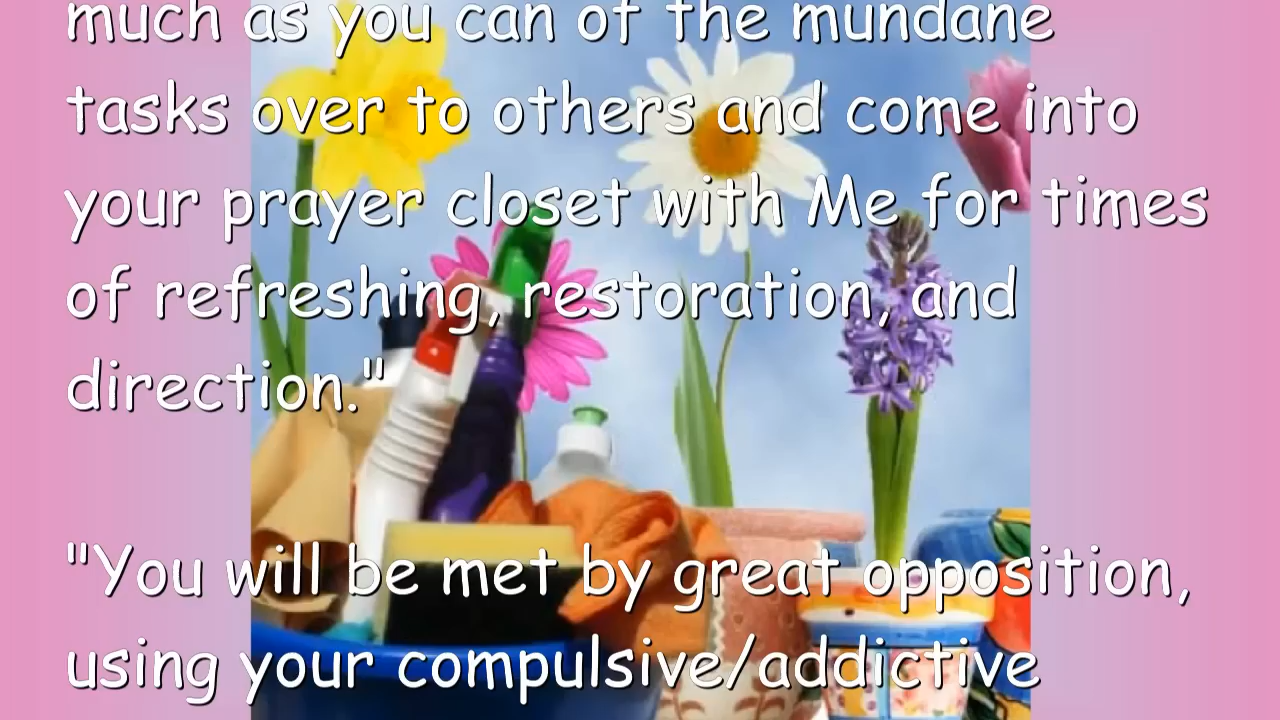 much as you can of the mundane
tasks over to others and come into
your prayer closet with Me for times
of refreshing, restoration, and
direction."
"You will be met by great opposition,
using your compulsive/addictive